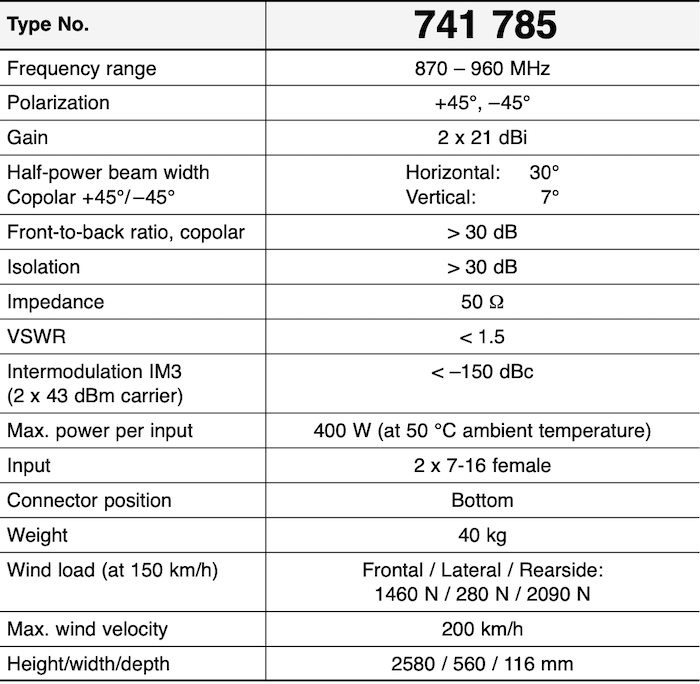 Type No. 741 785
Frequency range 870 – 960 MHz
Polarization +45°, –45°
Gain 2 x 21 dBi
Half-power beam width Horizontal: 30°
Copolar +45°/–45° Vertical: 7°
Front-to-back ratio, copolar > 30 dB
Isolation > 30 dB
Impedance 50 Ω
VSWR < 1.5
Intermodulation IM3 < –150 dBc
(2 x 43 dBm carrier)
Max. power per input 400 W (at 50 °C ambient temperature)
Input 2 x 7-16 female
Connector position Bottom
Weight 40 kg
Wind load (at 150 km/h) Frontal / Lateral / Rearside:
1460 N / 280 N / 2090 N
Max. wind velocity 200 km/h
Height/width/depth 2580 / 560 / 116 mm